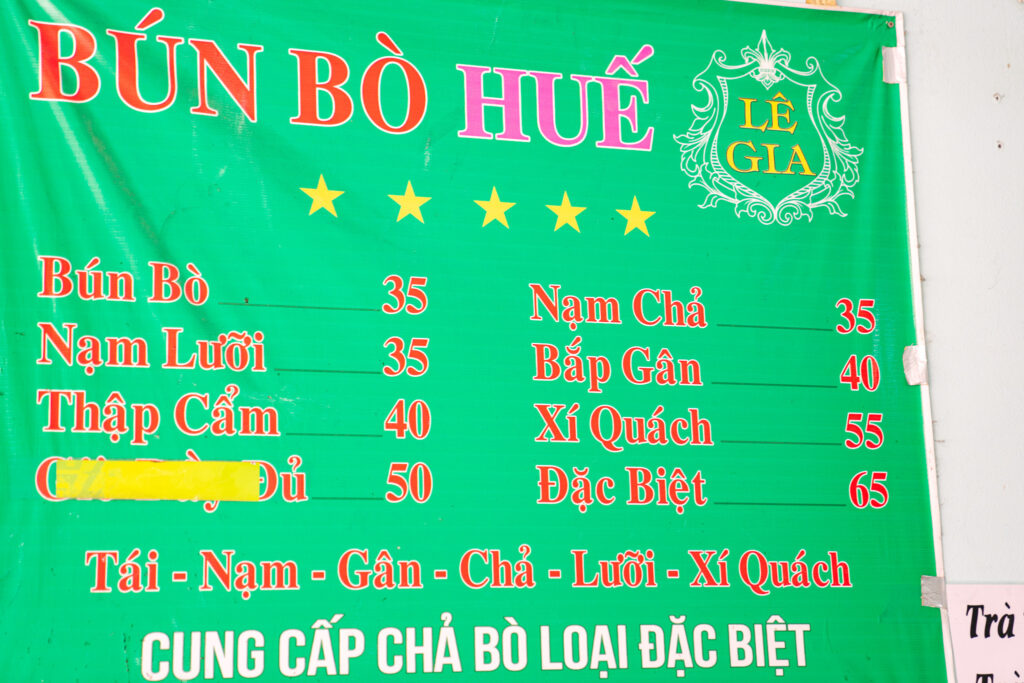 BÚN BÒ HUẾ
LÊ
GIA
Bún Bò 35
Nạm Lưỡi 35
Thập Cẩm 40
Đủ 50
Nạm Chả 35
Bắp Gân 40
Xí Quách 55
Đặc Biệt 65
Tái - Nạm - Gân - Chả - Lưỡi - Xí Quách
CUNG CẤP CHẢ BÒ LOẠI ĐẶC BIỆT
Trà